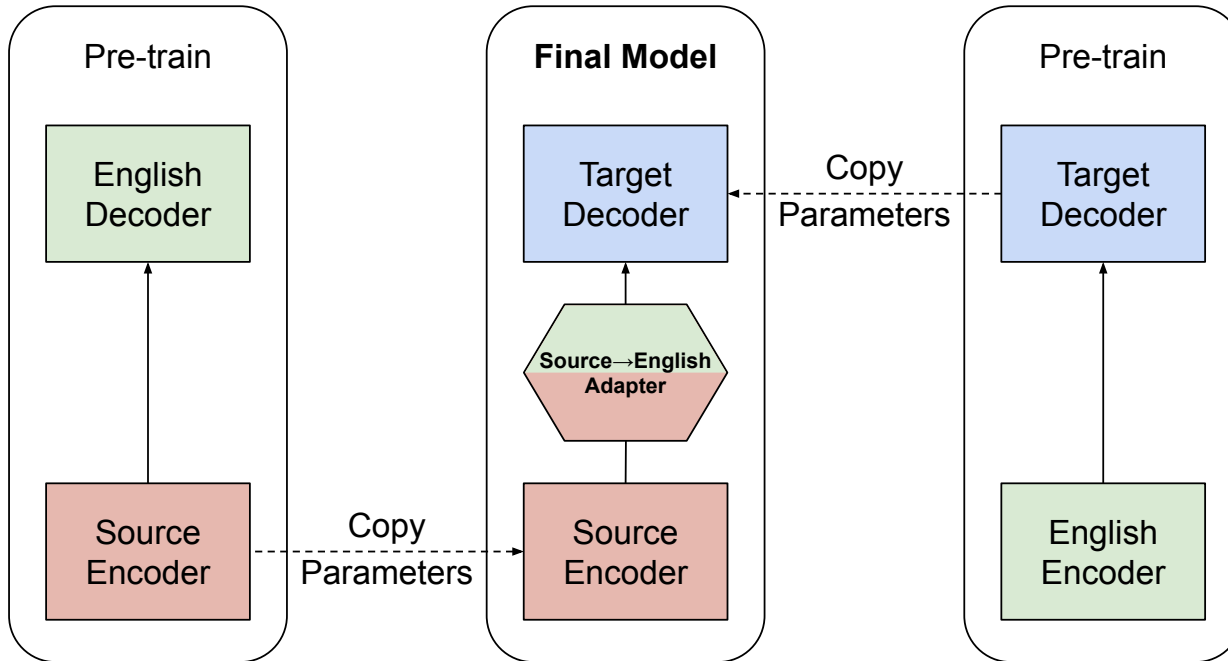 Pre-train
English
Decoder
Source
Encoder
Copy
Parameters
Final Model
Target
Decoder
Source→English
Adapter
Source
Encoder
Copy
Parameters
Pre-train
Target
Decoder
English
Encoder